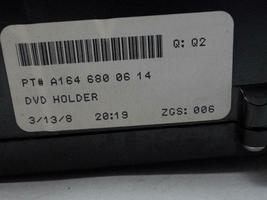 Q: Q2
PT# A164 680 06 14
DVD HOLDER
3/13/8 20:19 ZGS: 006